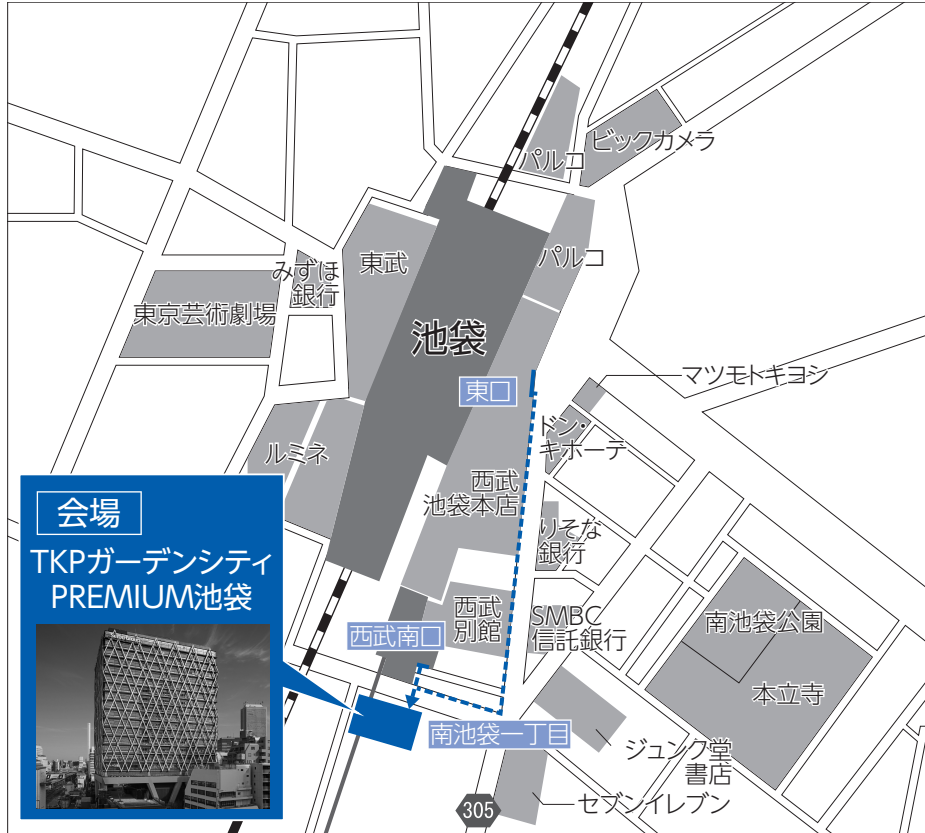 パルコ
ビックカメラ
みずほ
銀行
東武
パルコ
東京芸術劇場
池袋
東口
マツモトキヨシ
ドン・
キホーテ
ルミネ
西武
池袋本店
会場
TKPガーデンシティ
PREMIUM池袋
りそな
銀行
西武
別館
SMBC
信託銀行
南池袋公園
西武南口
本立寺
南池袋一丁目
ジュンク堂
書店
セブンイレブン
305